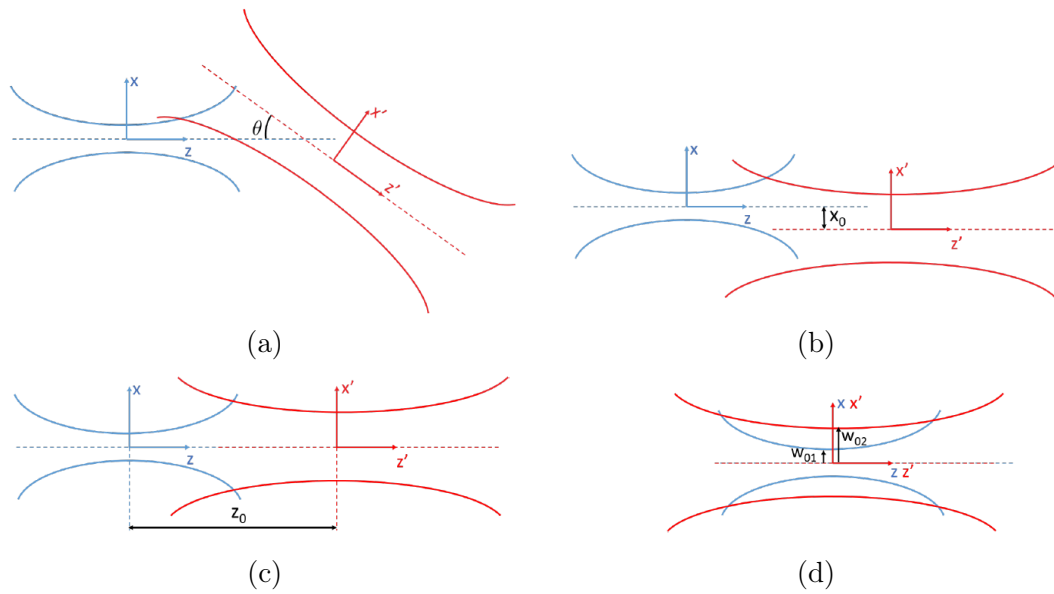 x
θ
x'
z
z'
(a)
x
x'
x₀
z
z'
(b)
x
x'
z
z'
z₀
(c)
x x'
w₀₂
w₀₁
z z'
(d)